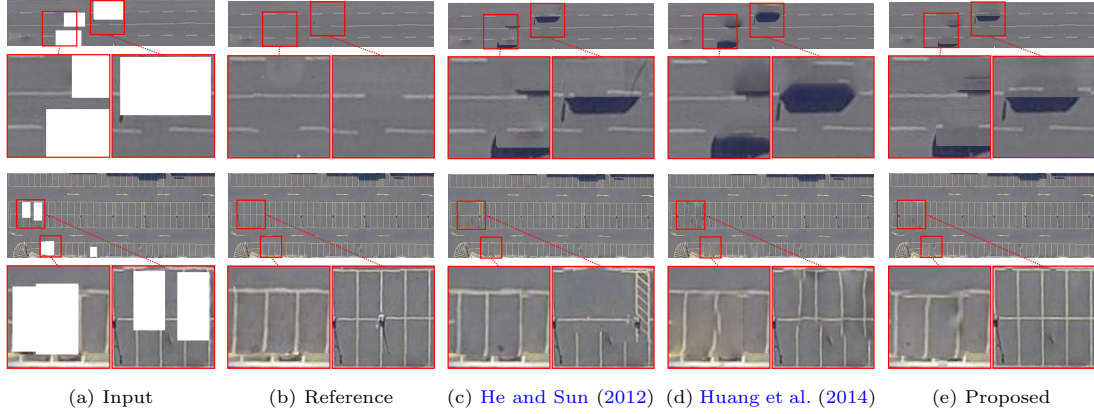 (a) Input (b) Reference (c) He and Sun (2012) (d) Huang et al. (2014) (e) Proposed